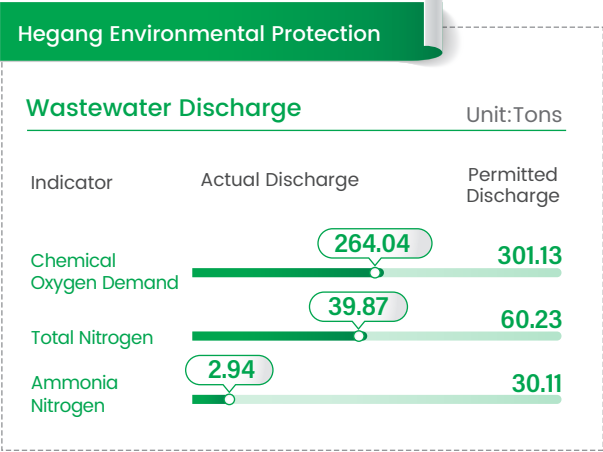 Hegang Environmental Protection
Wastewater Discharge
Unit:Tons
Indicator
Actual Discharge
Permitted
Discharge
Chemical
Oxygen Demand
264.04
301.13
Total Nitrogen
39.87
60.23
Ammonia
Nitrogen
2.94
30.11